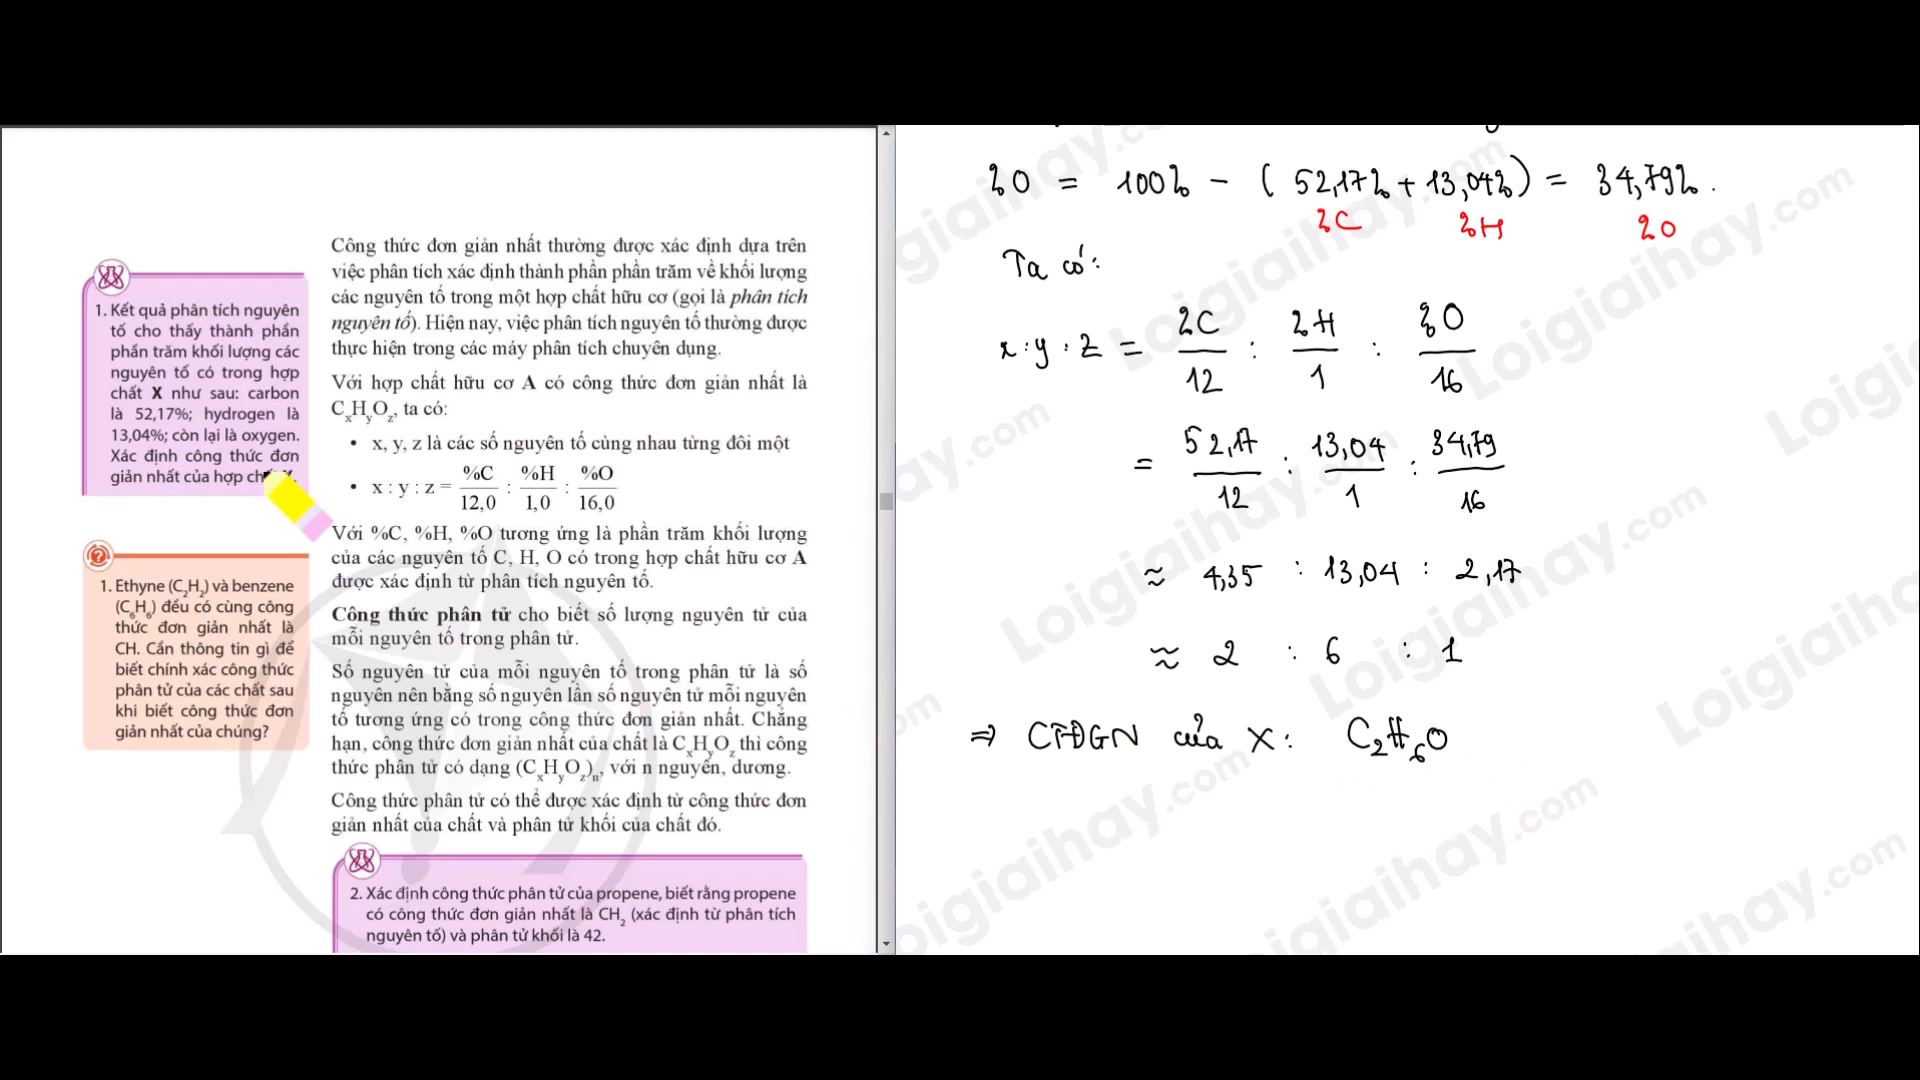 Công thức đơn giản nhất thường được xác định dựa trên
việc phân tích xác định thành phần phần trăm về khối lượng
các nguyên tố trong một hợp chất hữu cơ (gọi là phân tích
nguyên tố). Hiện nay, việc phân tích nguyên tố thường được
thực hiện trong các máy phân tích chuyên dụng.
Với hợp chất hữu cơ A có công thức đơn giản nhất là
CxHyOz, ta có:
• x, y, z là các số nguyên tố cùng nhau từng đôi một
• x : y : z = %C/12,0 : %H/1,0 : %O/16,0
Với %C, %H, %O tương ứng là phần trăm khối lượng
của các nguyên tố C, H, O có trong hợp chất hữu cơ A
được xác định từ phân tích nguyên tố.
Công thức phân tử cho biết số lượng nguyên tử của
mỗi nguyên tố trong phân tử.
Số nguyên tử của mỗi nguyên tố trong phân tử là số
nguyên nên bằng số nguyên lần số nguyên tử mỗi nguyên
tố tương ứng có trong công thức đơn giản nhất. Chẳng
hạn, công thức đơn giản nhất của chất là CxHyOz thì công
thức phân tử có dạng (CxHyOz)n, với n nguyên, dương.
Công thức phân tử có thể được xác định từ công thức đơn
giản nhất của chất và phân tử khối của chất đó.
1. Kết quả phân tích nguyên
tố cho thấy thành phần
phần trăm khối lượng các
nguyên tố có trong hợp
chất X như sau: carbon
là 52,17%; hydrogen là
13,04%; còn lại là oxygen.
Xác định công thức đơn
giản nhất của hợp
1. Ethyne (C₂H₂) và benzene
(C₆H₆) đều có cùng công
thức đơn giản nhất là
CH. Cần thông tin gì để
biết chính xác công thức
phân tử của các chất sau
khi biết công thức đơn
giản nhất của chúng?
2. Xác định công thức phân tử của propene, biết rằng propene
có công thức đơn giản nhất là CH₂ (xác định từ phân tích
nguyên tố) và phân tử khối là 42.
%O = 100% - (52,17% + 13,04%) = 34,79%.
%C %H %O
Ta có:
x : y : z = %C/12 : %H/1 : %O/16
= 52,17/12 : 13,04/1 : 34,79/16
≈ 4,35 : 13,04 : 2,17
≈ 2 : 6 : 1
⇒ CTĐGN của X: C₂H₆O
Loigiaihay.com
Loigiaihay.com
Loigiaihay.com
Loigiaihay.com
Loigiaihay.com
Loigiaihay.com
Loigiaihay.com
Loigiaihay.com